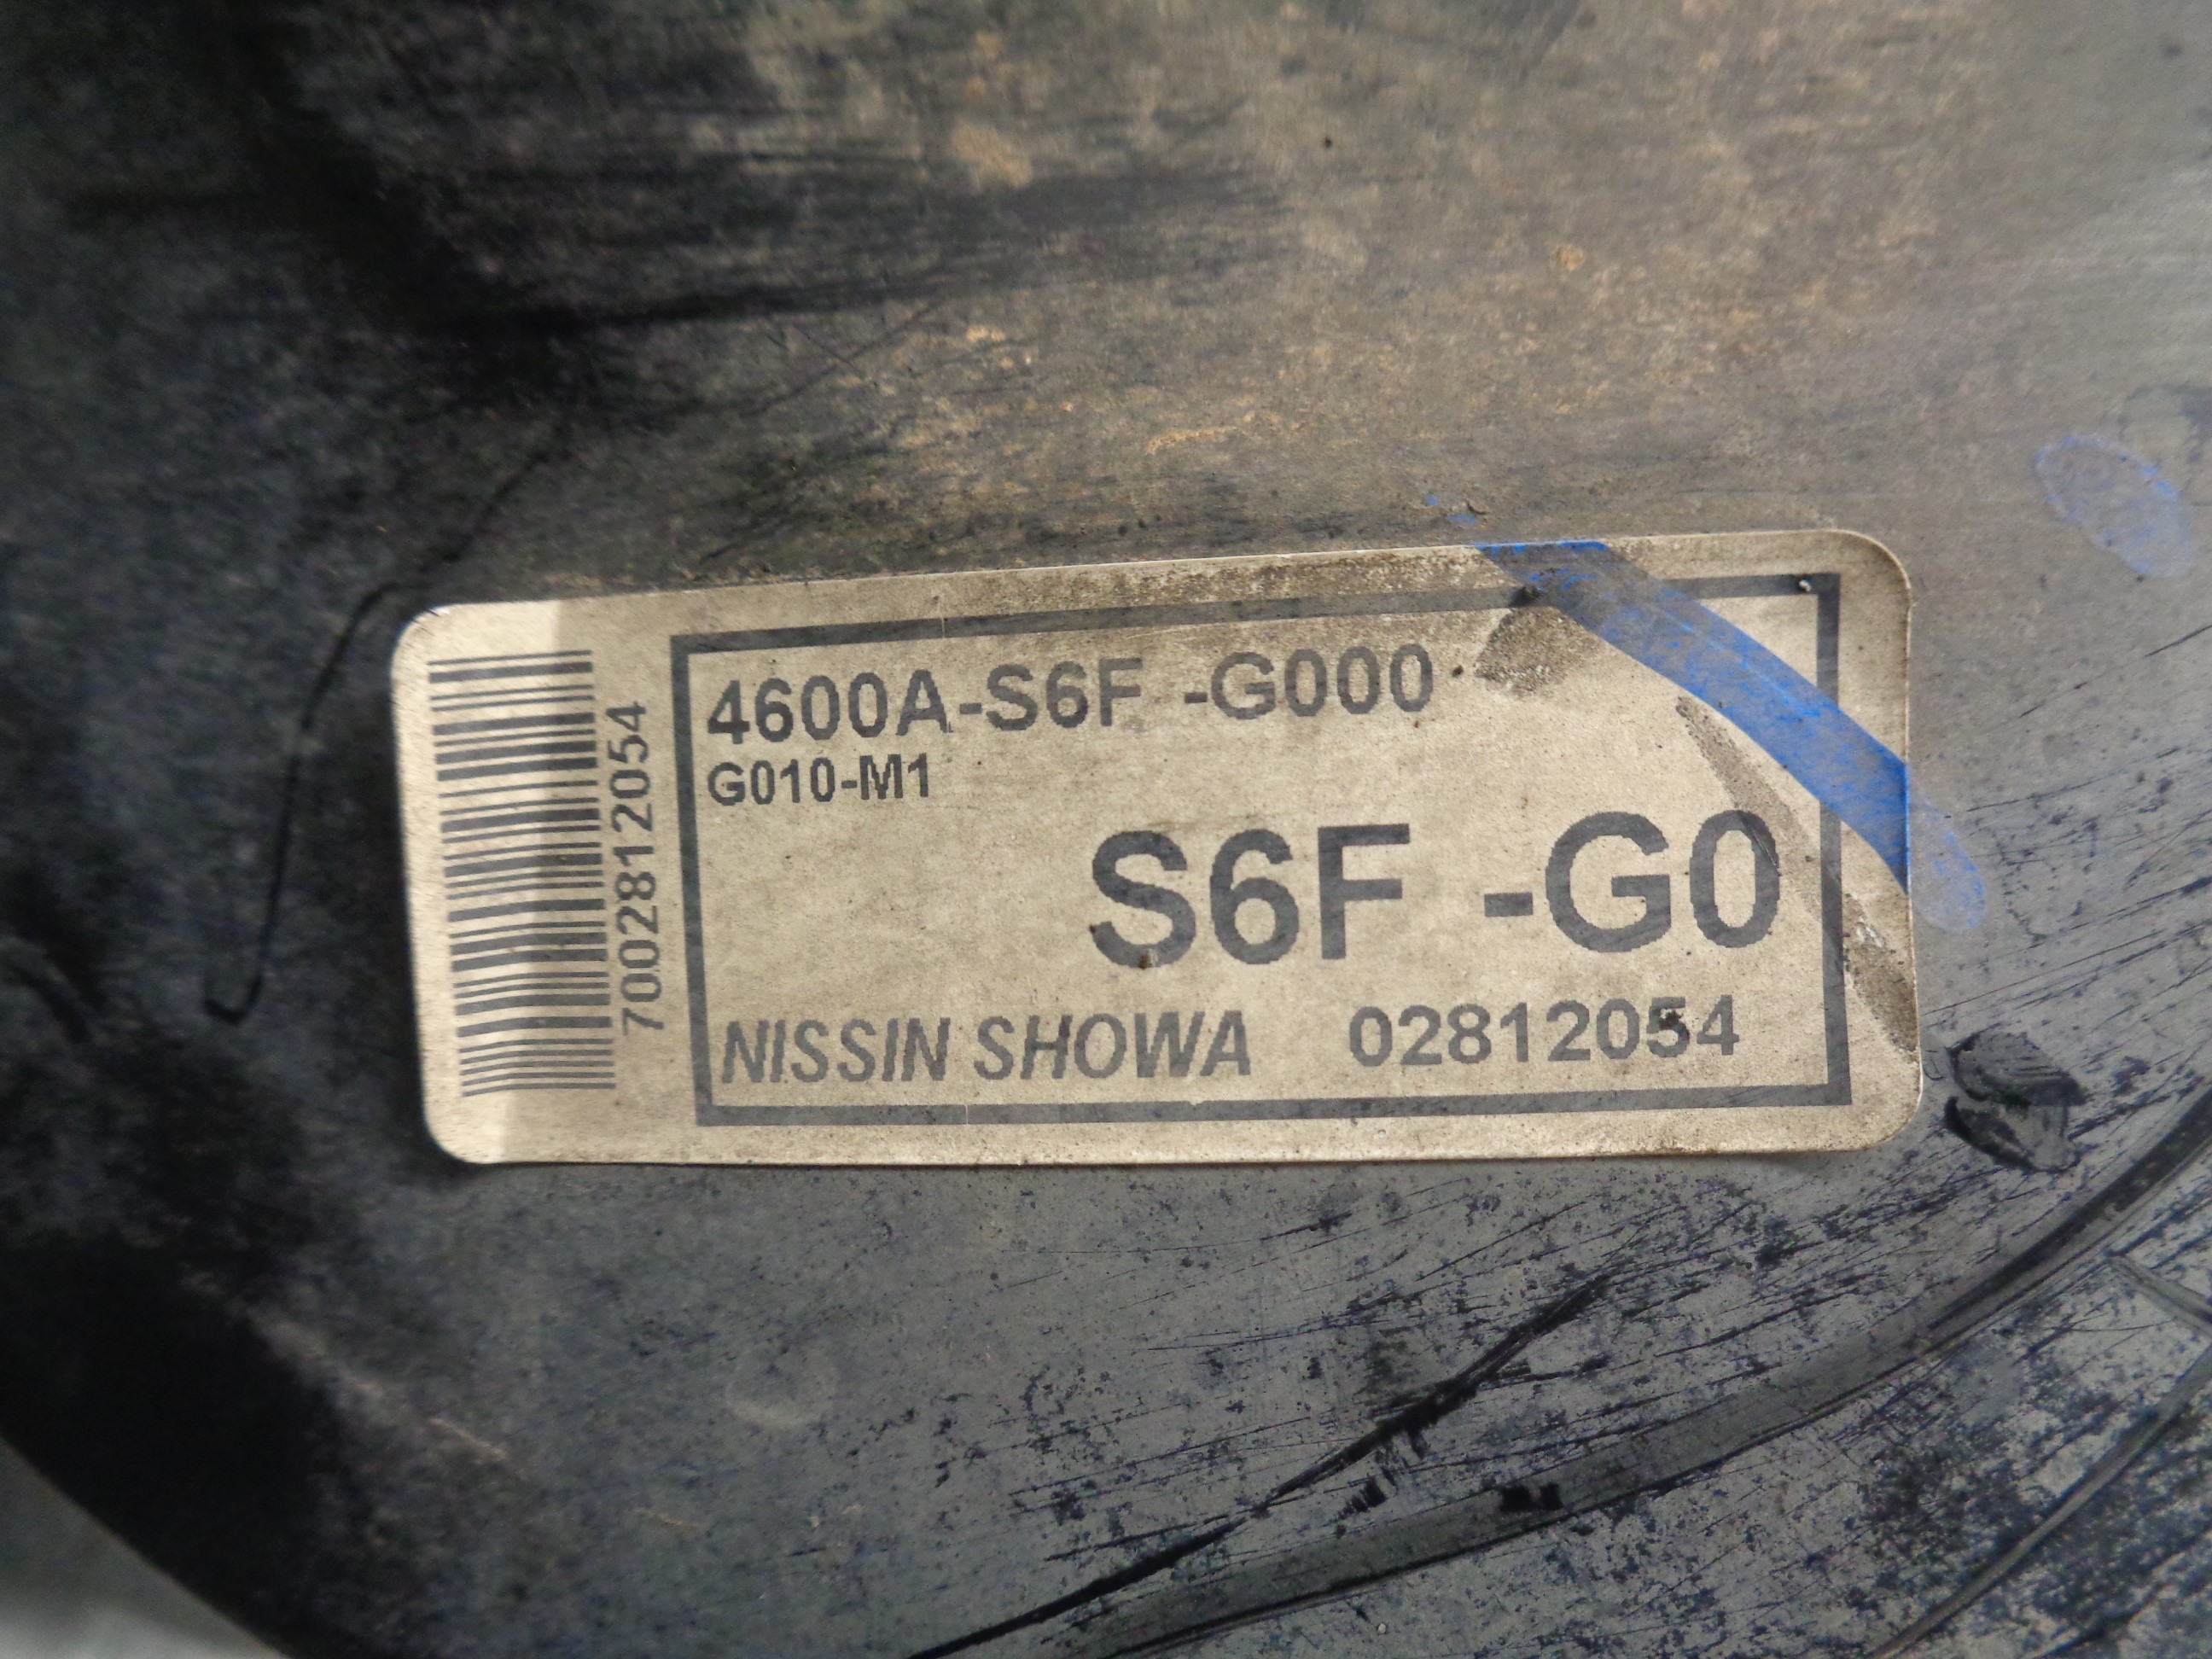 4600A-S6F -G000
G010-M1
S6F -G0
NISSIN SHOWA 02812054
7002812054